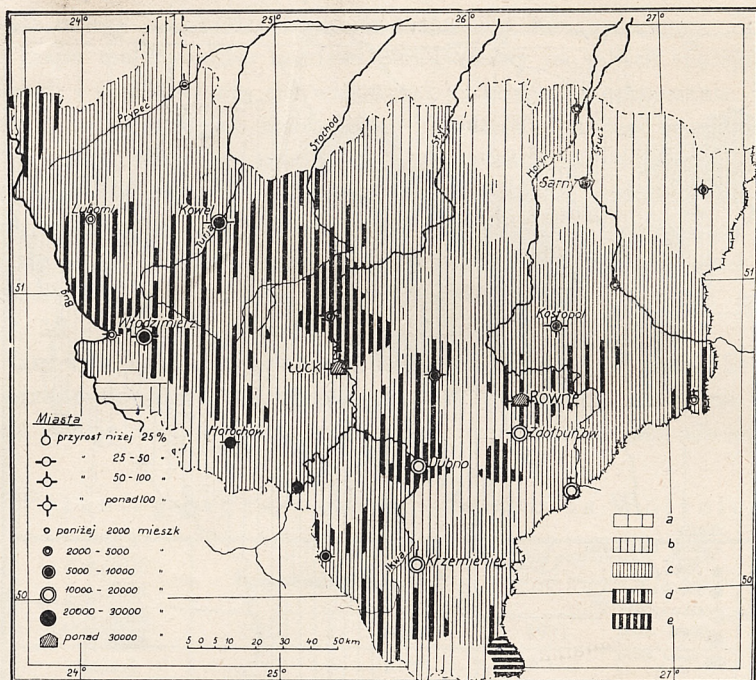 24°
25°
26°
27°
Prypeć
Stochod
Styr
Horyń
Słucz
Sarny
Luboml
Kowel
Turja
51
51
Bug
Włodzimierz
Kostopol
Łuck
Równe
Horochów
Zdołbunów
Dubno
Ikwa
Krzemieniec
Miasta
przyrost niżej 25%
" 25-50 "
" 50-100 "
" ponad 100 "
poniżej 2000 mieszk
2000 - 5000 "
5000 - 10000 "
10000 - 20000 "
20000 - 30000 "
ponad 30000 "
a
b
c
d
e
50
50
5 0 5 10 20 30 40 50 km
24°
25°
27°